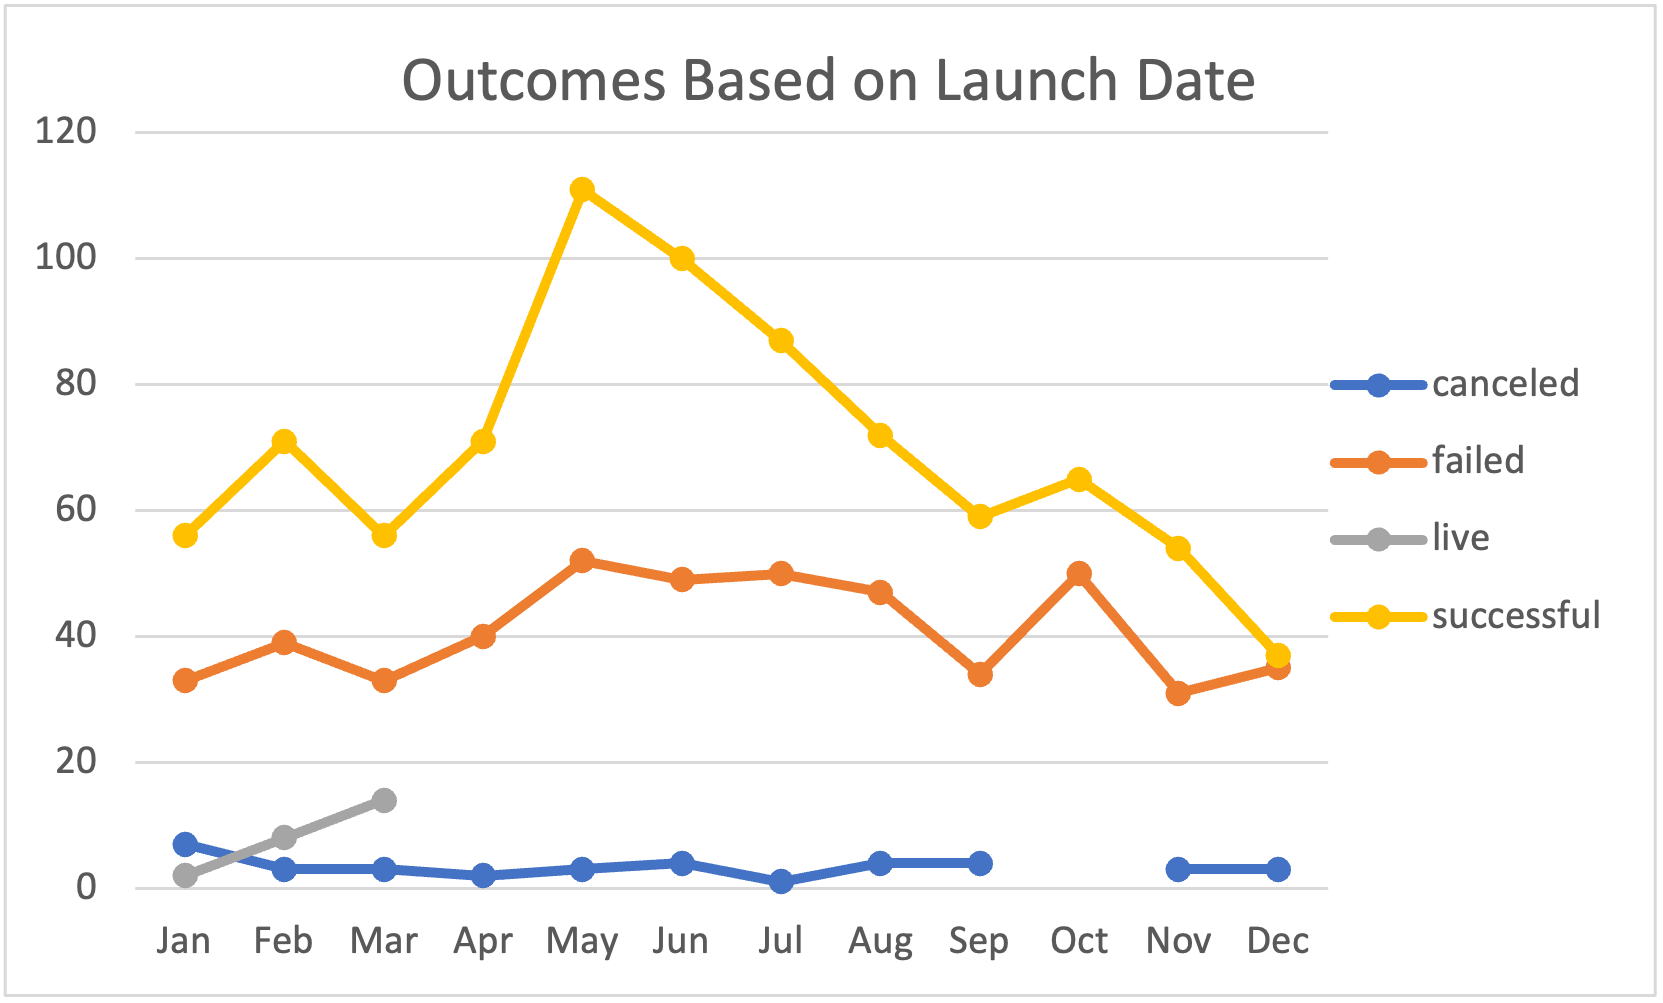 Outcomes Based on Launch Date
120
100
80
60
40
20
0
Jan Feb Mar Apr May Jun Jul Aug Sep Oct Nov Dec
canceled
failed
live
successful